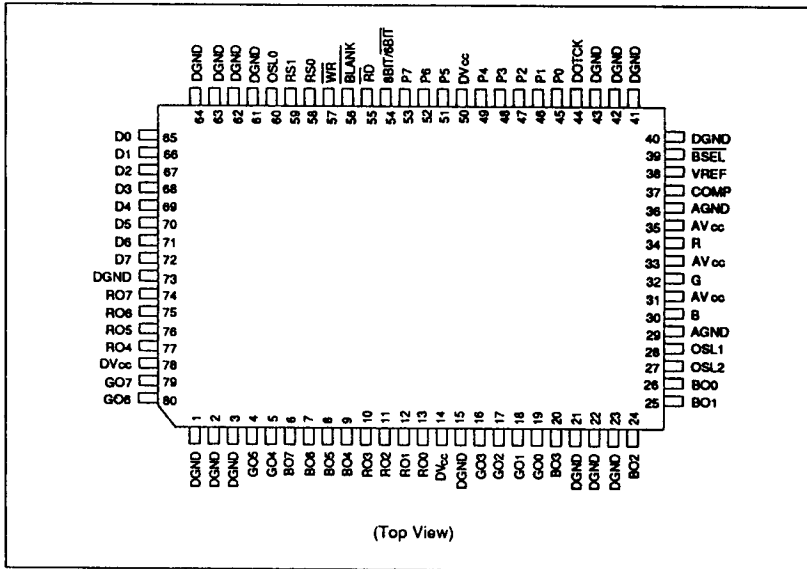 DGND DGND DGND DGND OSL0 RS1 RS0 WR BLANK RD 8BIT/6BIT P7 P6 P5 DVcc P4 P3 P2 P1 P0 DOTCK DGND DGND DGND
64 63 62 61 60 59 58 57 56 55 54 53 52 51 50 49 48 47 46 45 44 43 42 41
D0 65
D1 66
D2 67
D3 68
D4 69
D5 70
D6 71
D7 72
DGND 73
RO7 74
RO6 75
RO5 76
RO4 77
DVcc 78
GO7 79
GO6 80
40 DGND
39 BSEL
38 VREF
37 COMP
36 AGND
35 AVcc
34 R
33 AVcc
32 G
31 AVcc
30 B
29 AGND
28 OSL1
27 OSL2
26 BO0
25 BO1
1 2 3 4 5 6 7 8 9 10 11 12 13 14 15 16 17 18 19 20 21 22 23 24
DGND DGND DGND GO5 GO4 BO7 BO6 BO5 BO4 RO3 RO2 RO1 RO0 DVcc DGND GO3 GO2 GO1 GO0 BO3 DGND DGND DGND BO2
(Top View)